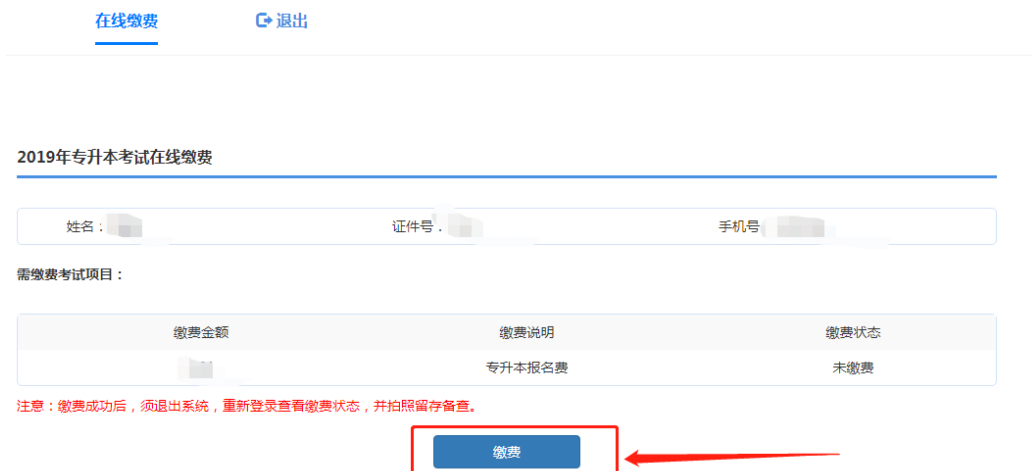 在线缴费 退出
2019年专升本考试在线缴费
姓名： 证件号： 手机号
需缴费考试项目：
缴费金额 缴费说明 缴费状态
专升本报名费 未缴费
注意：缴费成功后，须退出系统，重新登录查看缴费状态，并拍照留存备查。
缴费